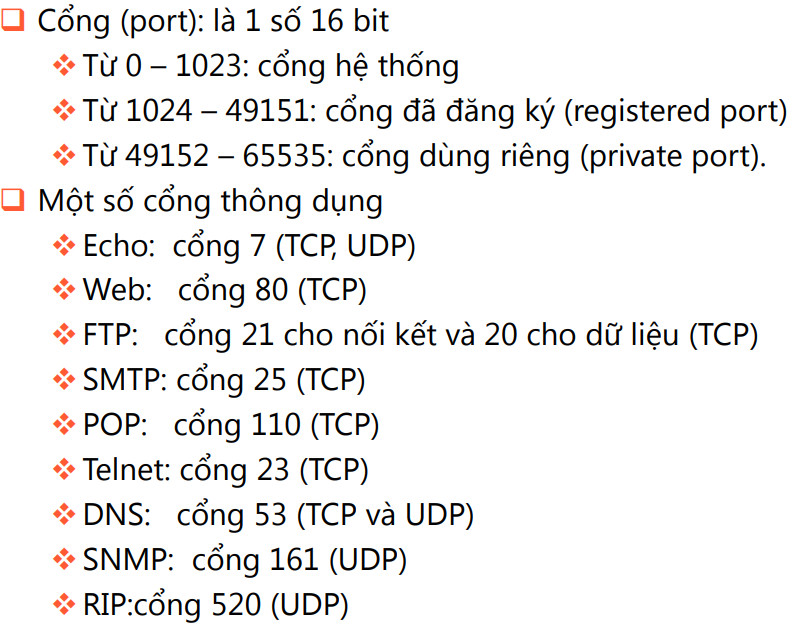 Cổng (port): là 1 số 16 bit
Từ 0 – 1023: cổng hệ thống
Từ 1024 – 49151: cổng đã đăng ký (registered port)
Từ 49152 – 65535: cổng dùng riêng (private port).
Một số cổng thông dụng
Echo: cổng 7 (TCP, UDP)
Web: cổng 80 (TCP)
FTP: cổng 21 cho nối kết và 20 cho dữ liệu (TCP)
SMTP: cổng 25 (TCP)
POP: cổng 110 (TCP)
Telnet: cổng 23 (TCP)
DNS: cổng 53 (TCP và UDP)
SNMP: cổng 161 (UDP)
RIP:cổng 520 (UDP)